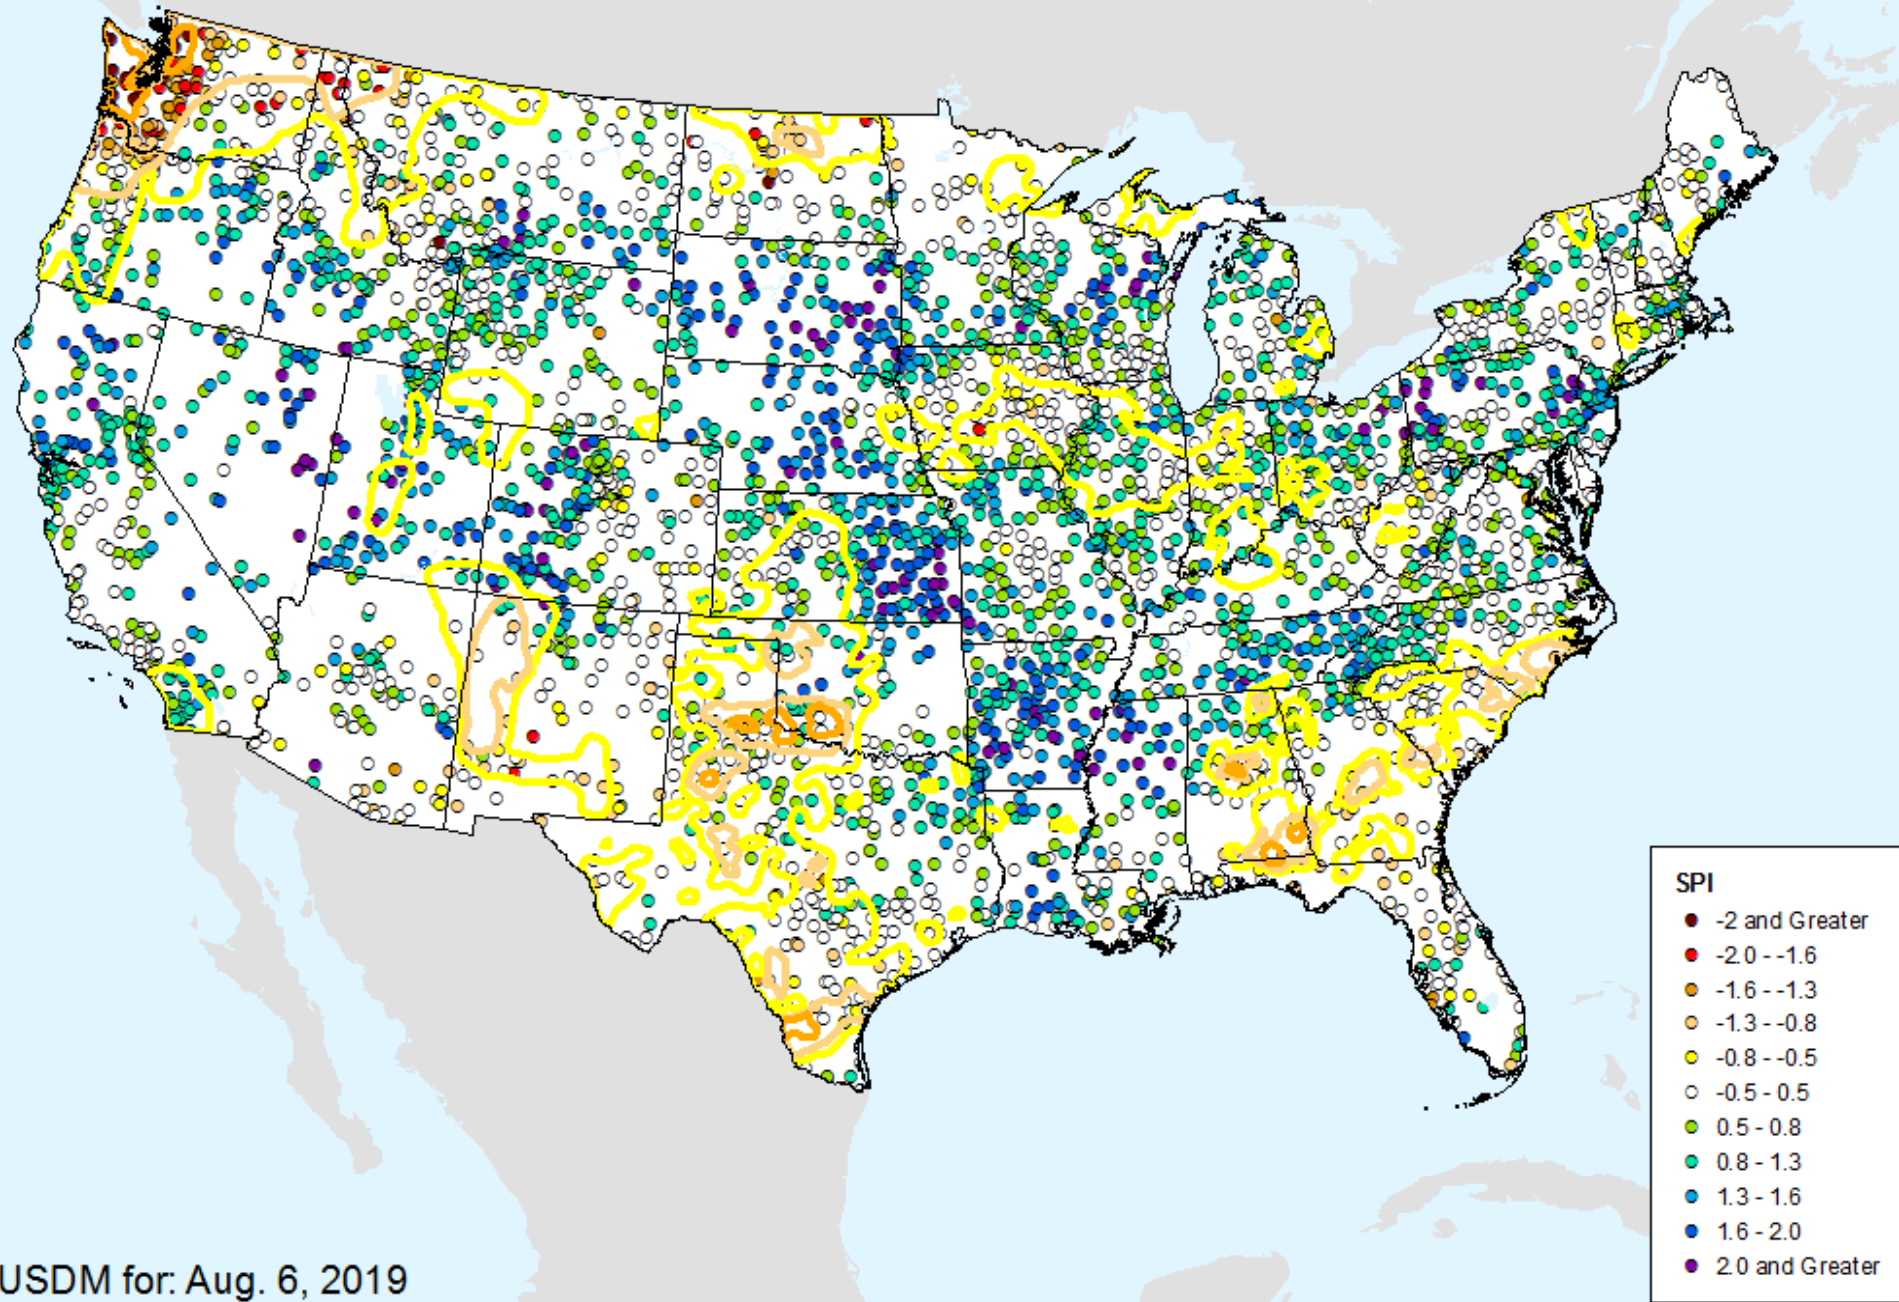 SPI
-2 and Greater
-2.0 - -1.6
-1.6 - -1.3
-1.3 - -0.8
-0.8 - -0.5
-0.5 - 0.5
0.5 - 0.8
0.8 - 1.3
1.3 - 1.6
1.6 - 2.0
2.0 and Greater
USDM for: Aug. 6, 2019